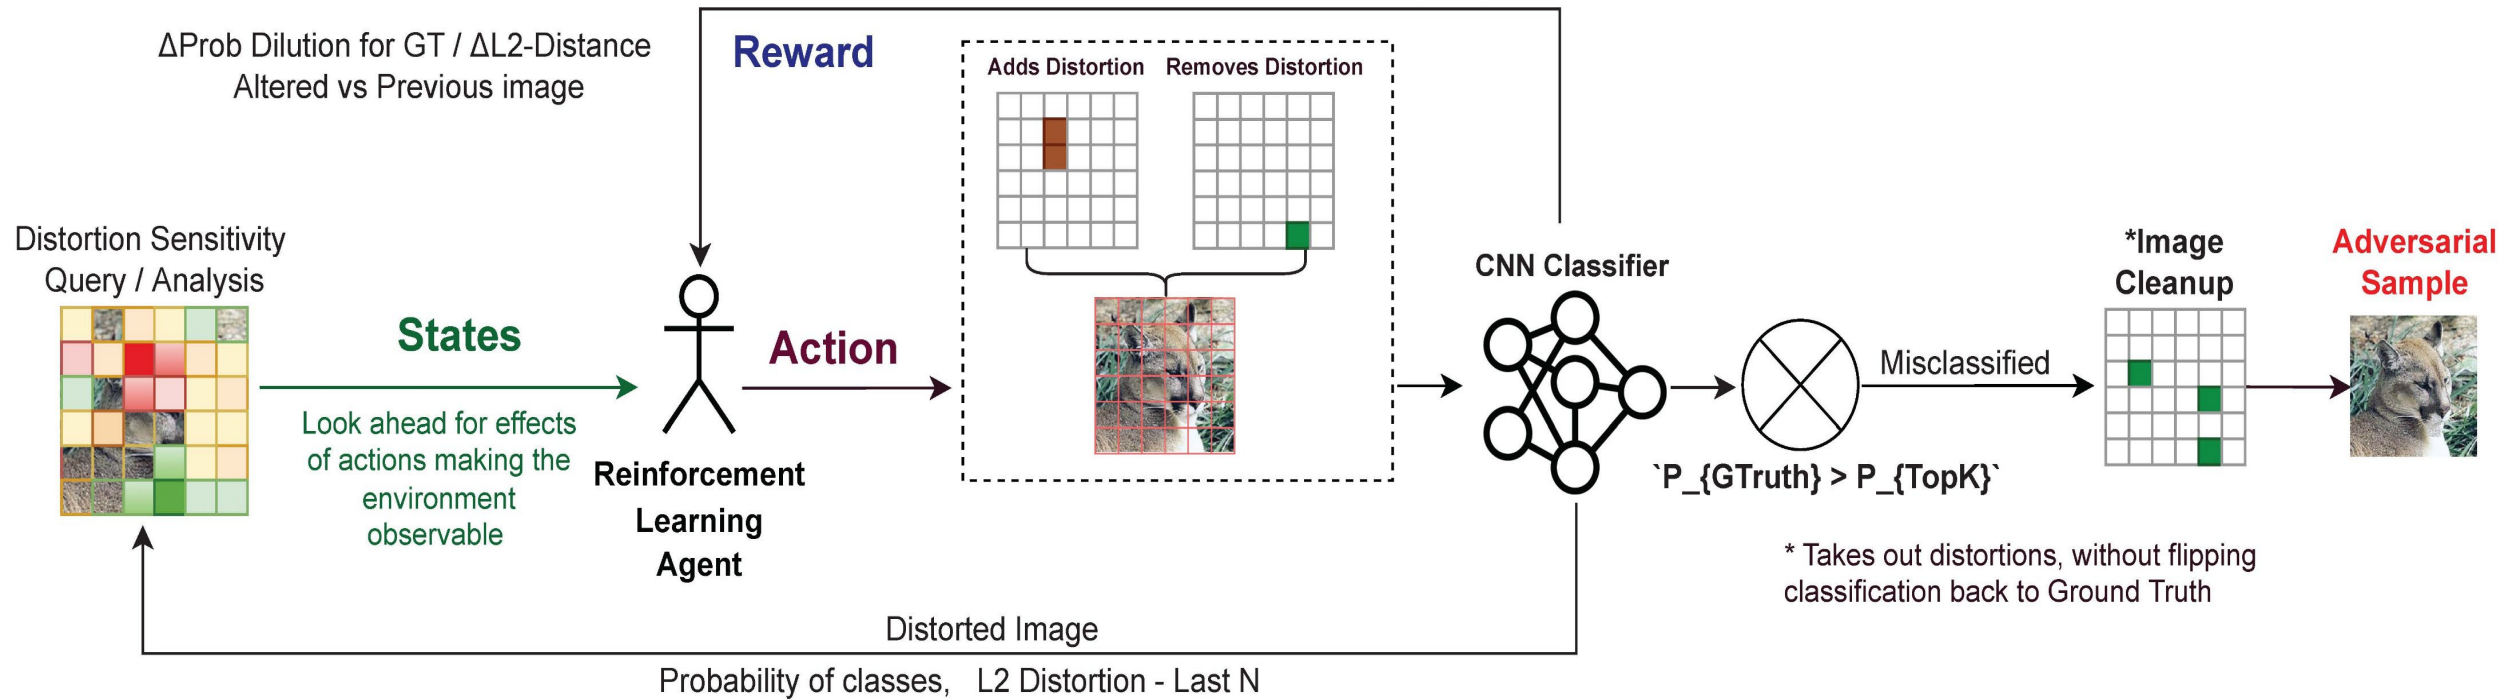 ΔProb Dilution for GT / ΔL2-Distance
Altered vs Previous image
Reward
Adds Distortion
Removes Distortion
Distortion Sensitivity
Query / Analysis
States
Look ahead for effects
of actions making the
environment
observable
Reinforcement
Learning
Agent
Action
CNN Classifier
`P_{GTruth} > P_{TopK}`
Misclassified
*Image
Cleanup
Adversarial
Sample
* Takes out distortions, without flipping
classification back to Ground Truth
Distorted Image
Probability of classes, L2 Distortion - Last N